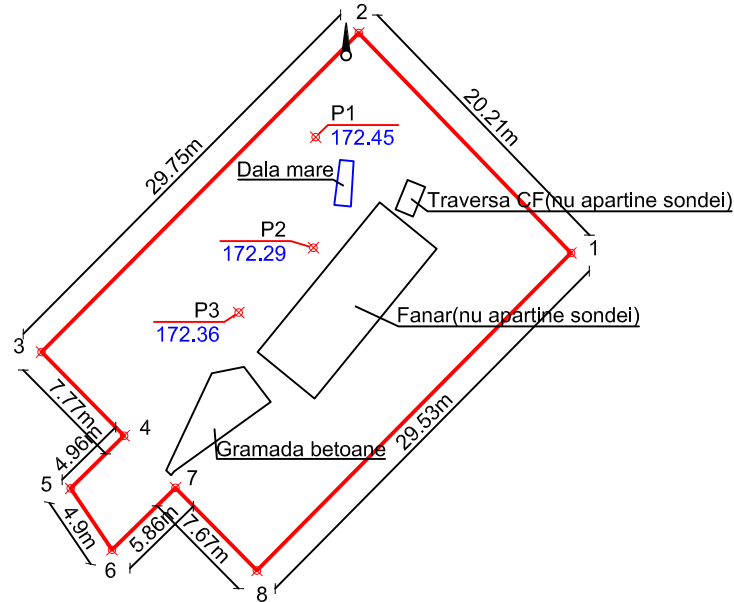 2
29.75m
20.21m
P1
172.45
Dala mare
Traversa CF(nu apartine sondei)
P2
172.29
1
P3
172.36
Fanar(nu apartine sondei)
3
7.77m
4
4.96m
29.53m
Gramada betoane
5
7
4.9m
5.86m
7.67m
6
8